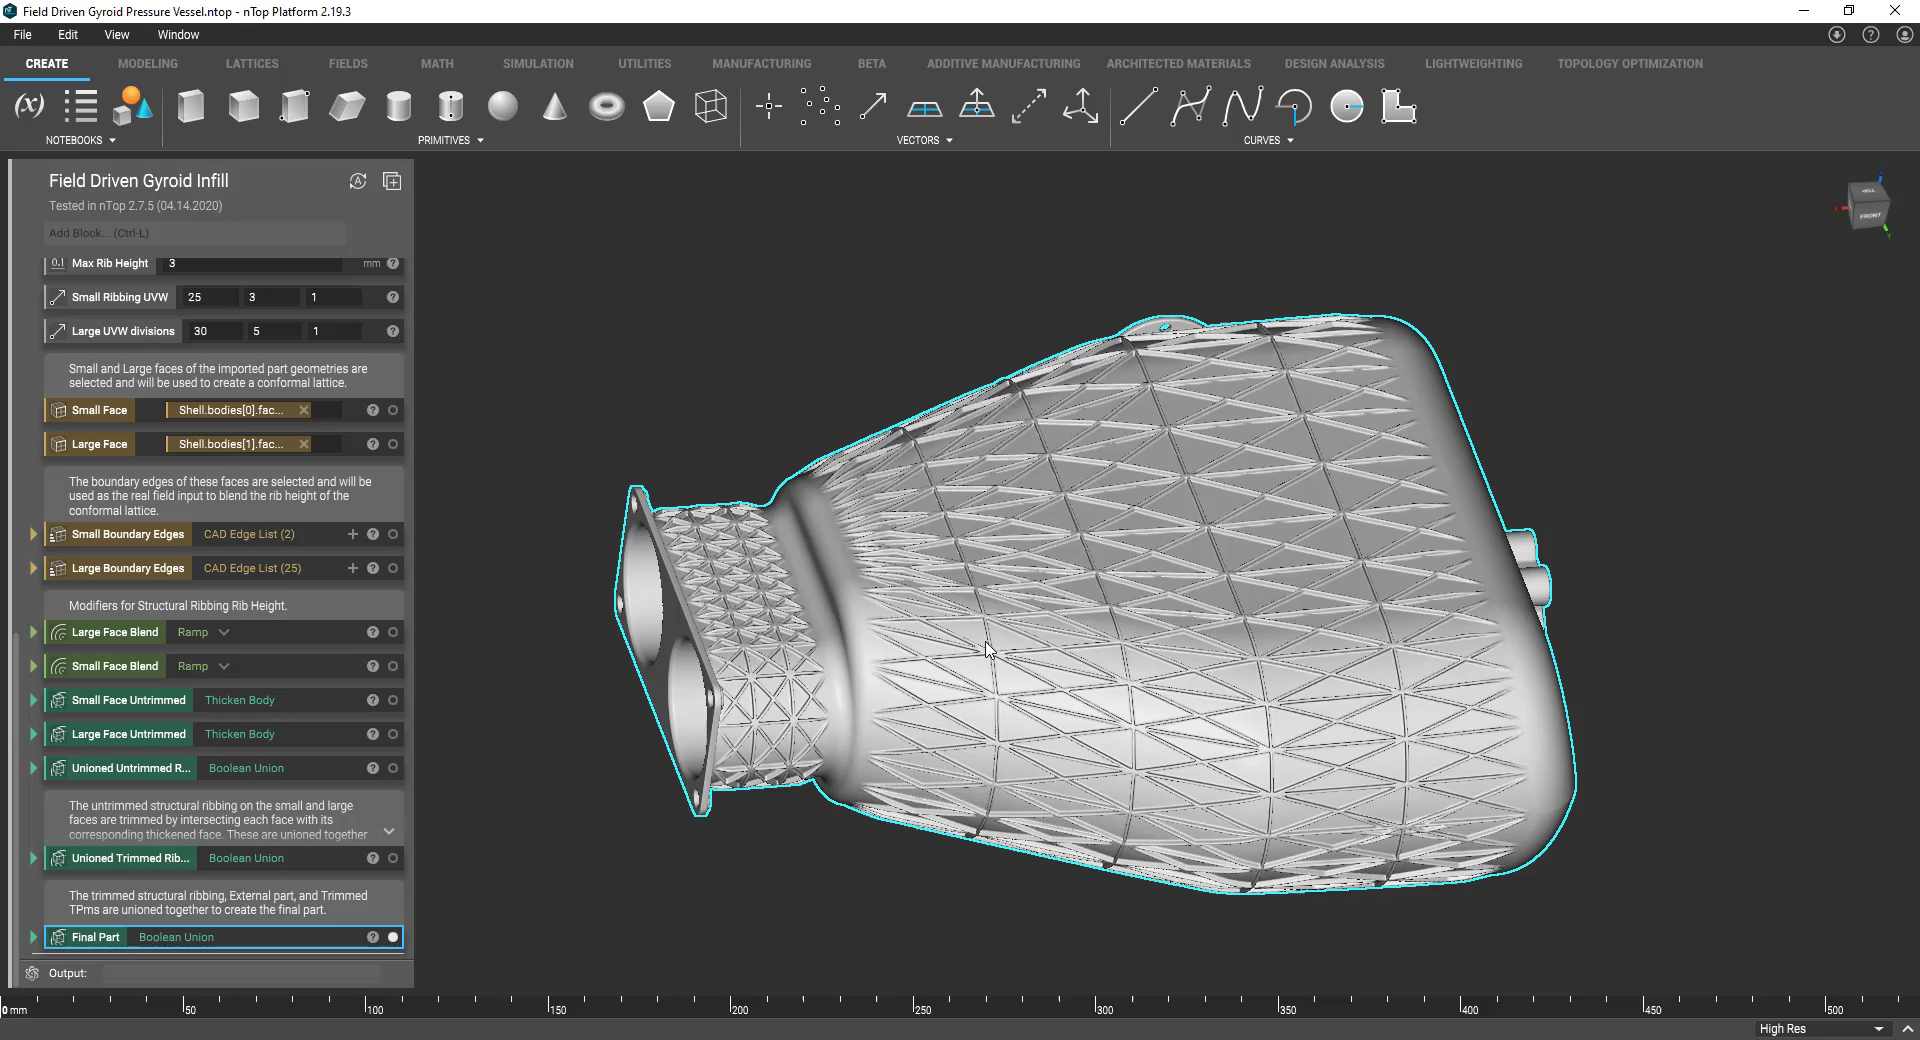 Field Driven Gyroid Pressure Vessel.ntop - nTop Platform 2.19.3
File Edit View Window
CREATE MODELING LATTICES FIELDS MATH SIMULATION UTILITIES MANUFACTURING BETA ADDITIVE MANUFACTURING ARCHITECTED MATERIALS DESIGN ANALYSIS LIGHTWEIGHTING TOPOLOGY OPTIMIZATION
(x)
NOTEBOOKS PRIMITIVES VECTORS CURVES
Field Driven Gyroid Infill
Tested in nTop 2.7.5 (04.14.2020)
Add Block... (Ctrl-L)
0.1 Max Rib Height 3 mm
Small Ribbing UVW 25 3 1
Large UVW divisions 30 5 1
Small and Large faces of the imported part geometries are
selected and will be used to create a conformal lattice.
Small Face Shell.bodies[0].fac...
Large Face Shell.bodies[1].fac...
The boundary edges of these faces are selected and will be
used as the real field input to blend the rib height of the
conformal lattice.
Small Boundary Edges CAD Edge List (2)
Large Boundary Edges CAD Edge List (25)
Modifiers for Structural Ribbing Rib Height.
Large Face Blend Ramp
Small Face Blend Ramp
Small Face Untrimmed Thicken Body
Large Face Untrimmed Thicken Body
Unioned Untrimmed R... Boolean Union
The untrimmed structural ribbing on the small and large
faces are trimmed by intersecting each face with its
corresponding thickened face. These are unioned together
Unioned Trimmed Rib... Boolean Union
The trimmed structural ribbing, External part, and Trimmed
TPms are unioned together to create the final part.
Final Part Boolean Union
Output:
TOP
FRONT
0 mm 50 100 150 200 250 300 350 400 450 500
High Res